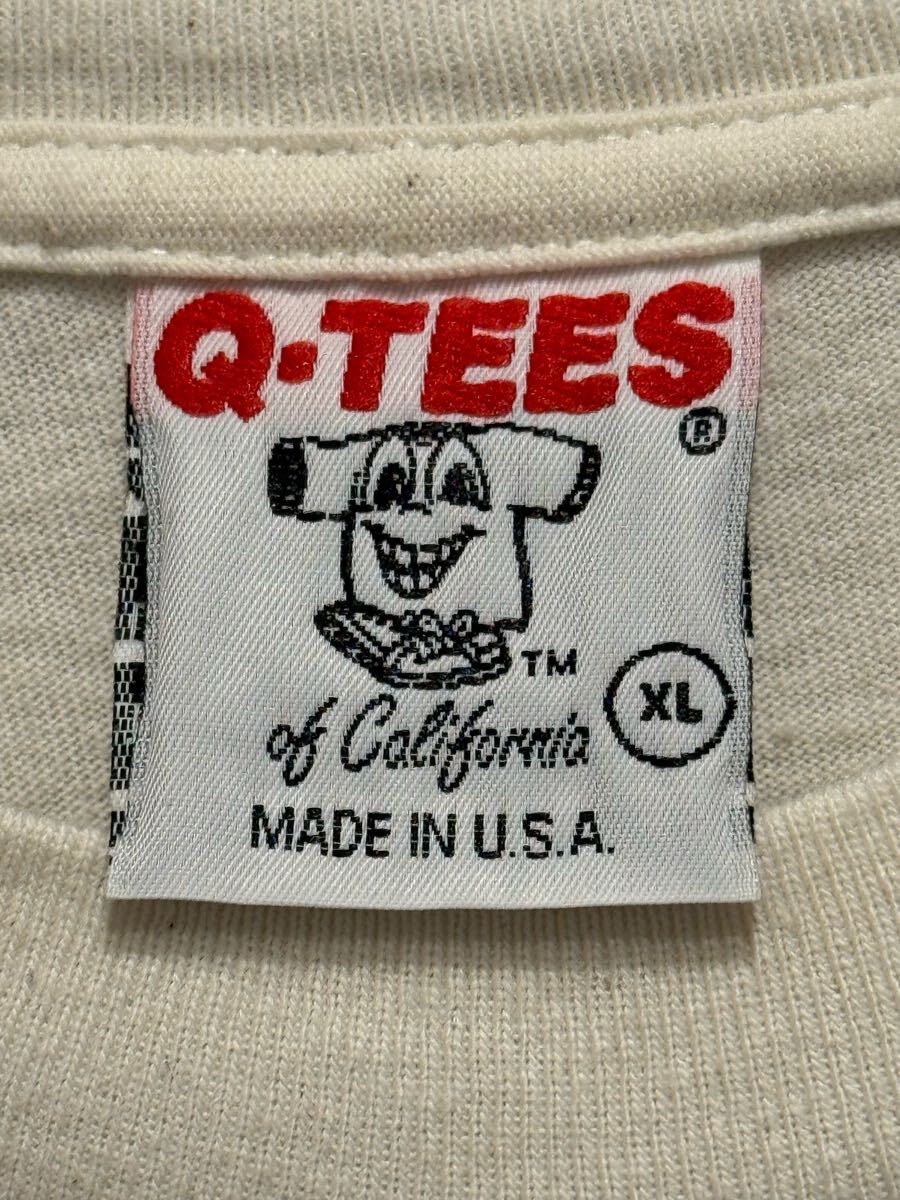 Q-TEES
®
TM
XL
of California
MADE IN U.S.A.